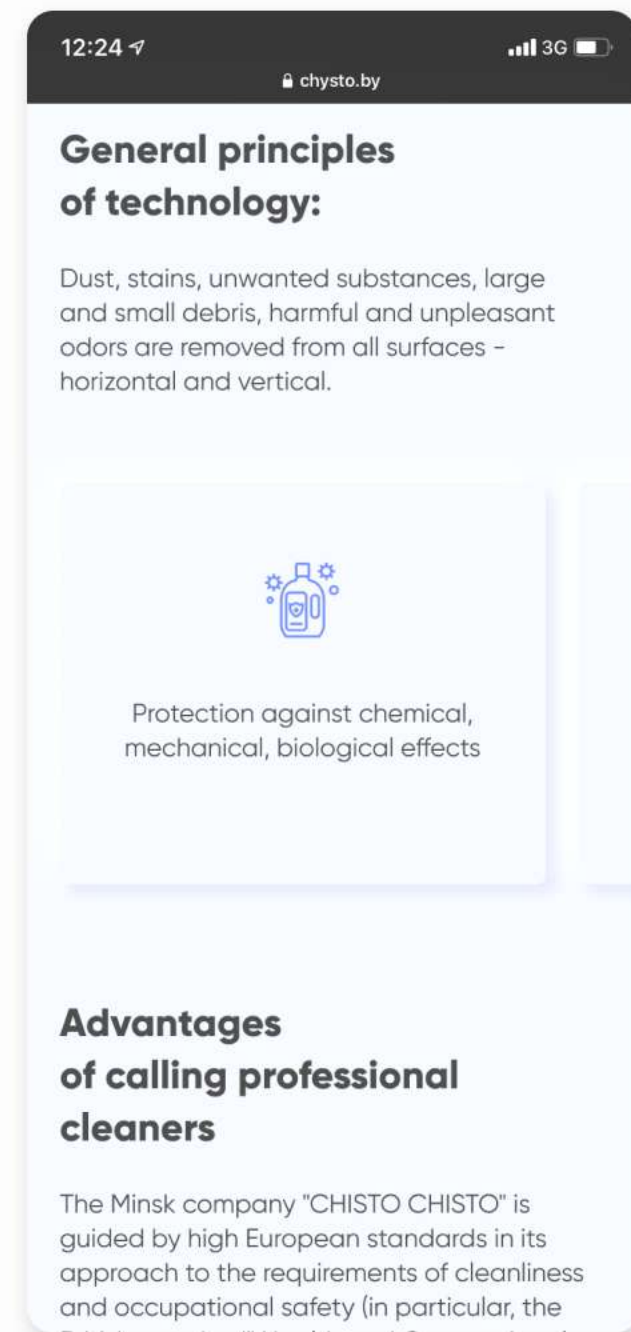 12:24
3G
chysto.by
General principles
of technology:
Dust, stains, unwanted substances, large
and small debris, harmful and unpleasant
odors are removed from all surfaces -
horizontal and vertical.
Protection against chemical,
mechanical, biological effects
Advantages
of calling professional
cleaners
The Minsk company "CHISTO CHISTO" is
guided by high European standards in its
approach to the requirements of cleanliness
and occupational safety (in particular, the